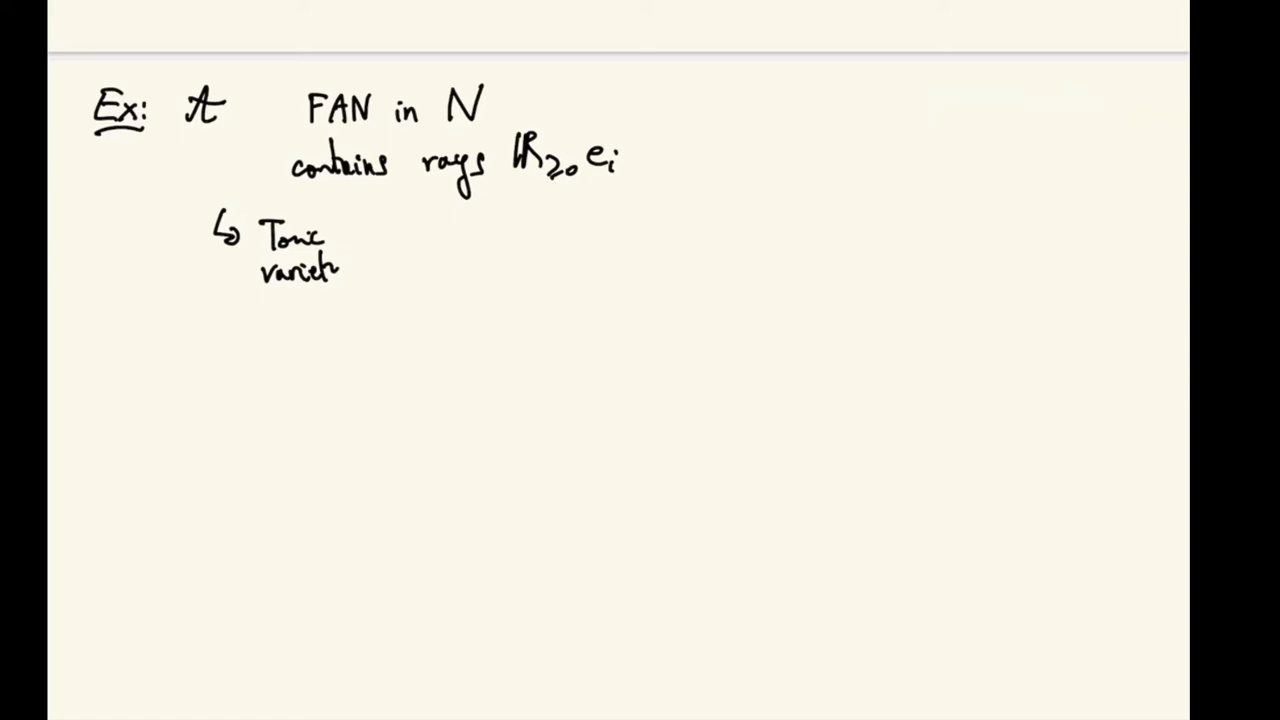 Ex: 𝒜 FAN in N
contains rays ℝ≥0 eᵢ
↳ Toric
variety